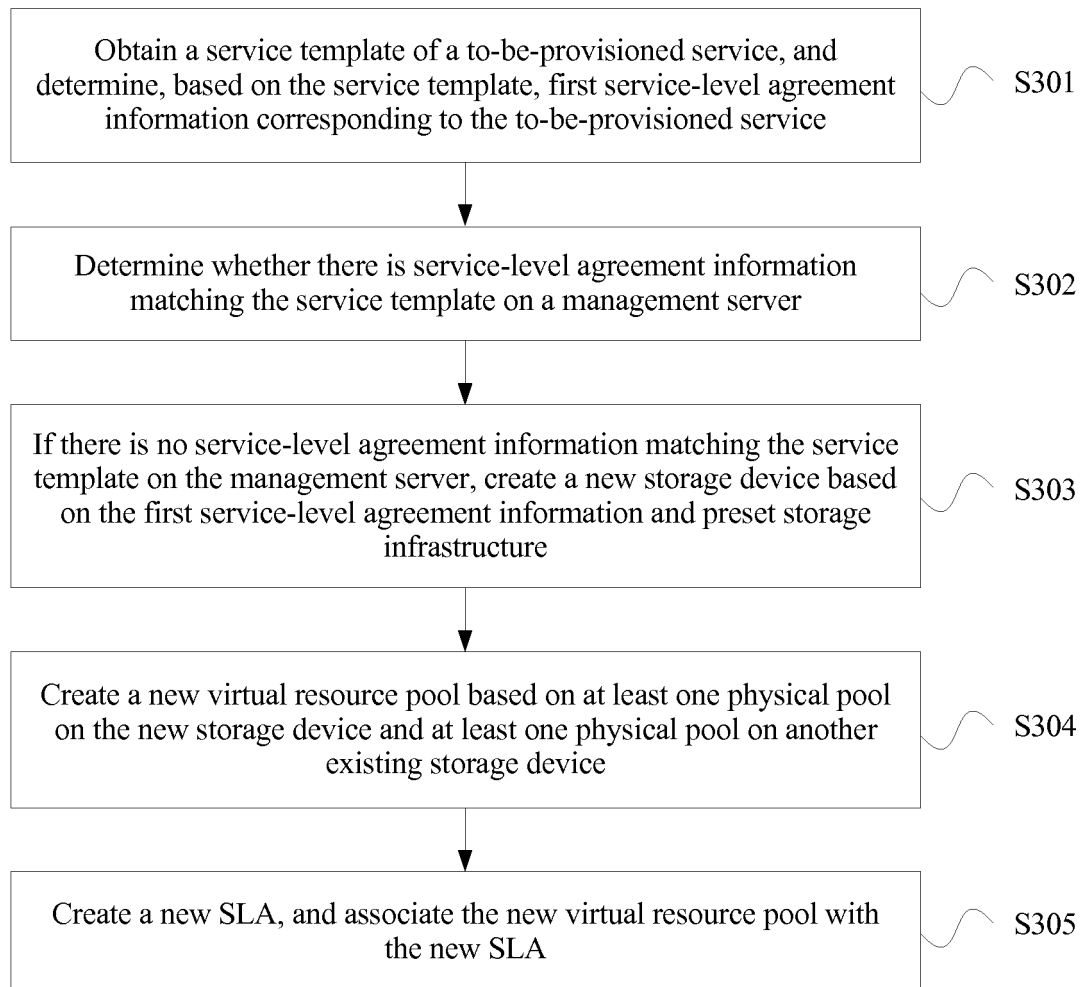 Obtain a service template of a to-be-provisioned service, and
determine, based on the service template, first service-level agreement
information corresponding to the to-be-provisioned service
S301
Determine whether there is service-level agreement information
matching the service template on a management server
S302
If there is no service-level agreement information matching the service
template on the management server, create a new storage device based
on the first service-level agreement information and preset storage
infrastructure
S303
Create a new virtual resource pool based on at least one physical pool
on the new storage device and at least one physical pool on another
existing storage device
S304
Create a new SLA, and associate the new virtual resource pool with
the new SLA
S305